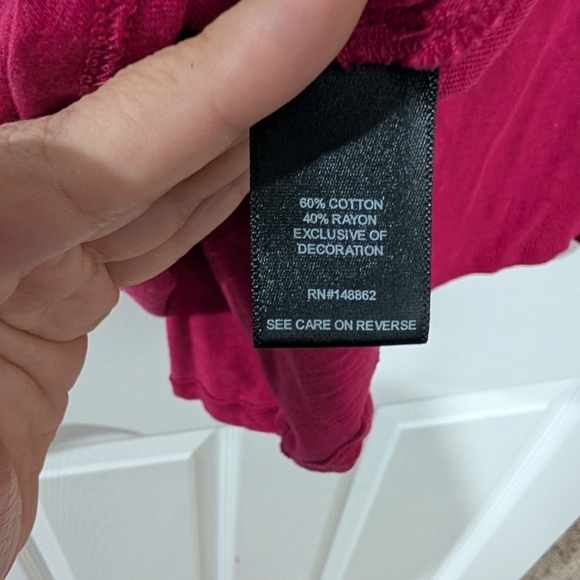 60% COTTON
40% RAYON
EXCLUSIVE OF
DECORATION
RN#148862
SEE CARE ON REVERSE